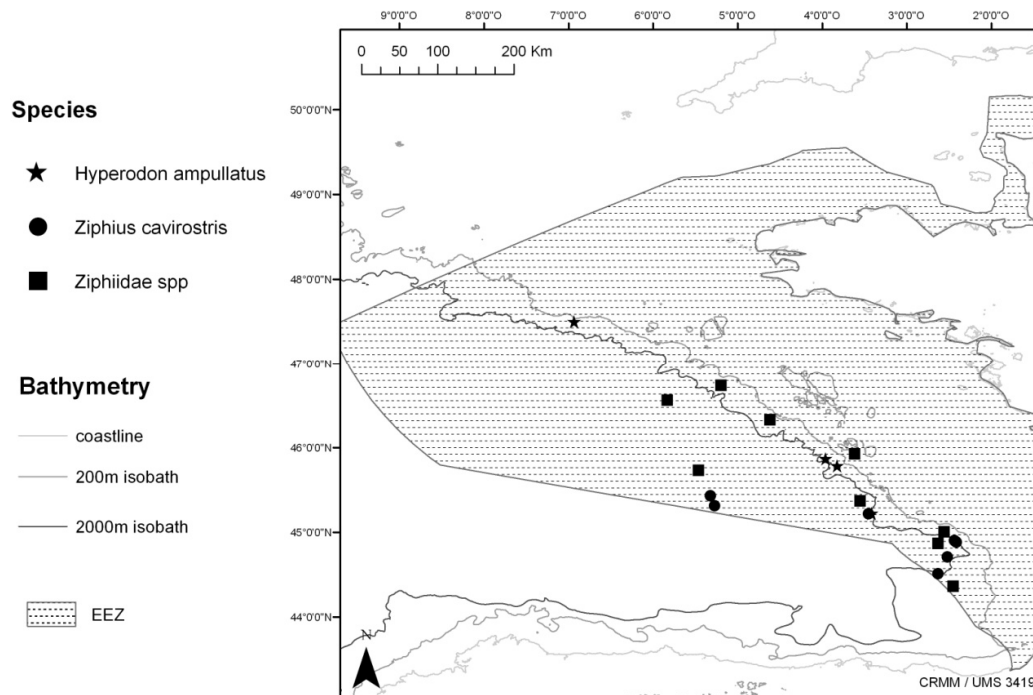 9°0'0"O 8°0'0"O 7°0'0"O 6°0'0"O 5°0'0"O 4°0'0"O 3°0'0"O 2°0'0"O
0 50 100 200 Km
Species
Hyperodon ampullatus
Ziphius cavirostris
Ziphiidae spp
Bathymetry
coastline
200m isobath
2000m isobath
EEZ
50°0'0"N
49°0'0"N
48°0'0"N
47°0'0"N
46°0'0"N
45°0'0"N
44°0'0"N
N
CRMM / UMS 3419